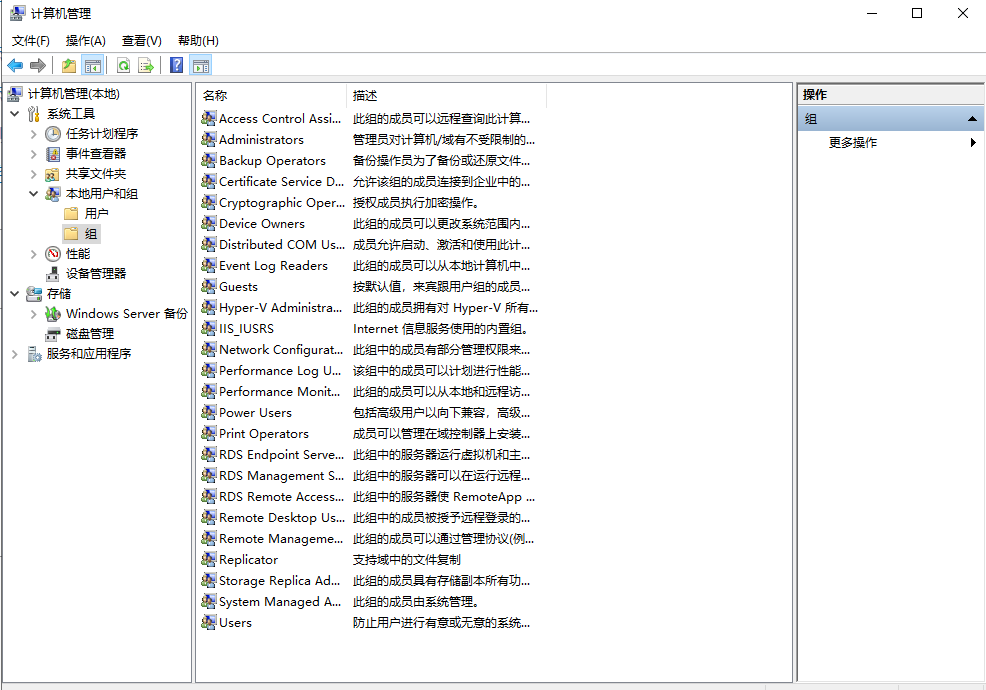 计算机管理
文件(F) 操作(A) 查看(V) 帮助(H)
计算机管理(本地)
系统工具
任务计划程序
事件查看器
共享文件夹
本地用户和组
用户
组
性能
设备管理器
存储
Windows Server 备份
磁盘管理
服务和应用程序
名称 描述
Access Control Assi... 此组的成员可以远程查询此计算...
Administrators 管理员对计算机/域有不受限制的...
Backup Operators 备份操作员为了备份或还原文件...
Certificate Service D... 允许该组的成员连接到企业中的...
Cryptographic Oper... 授权成员执行加密操作。
Device Owners 此组的成员可以更改系统范围内...
Distributed COM Us... 成员允许启动、激活和使用此计...
Event Log Readers 此组的成员可以从本地计算机中...
Guests 按默认值，来宾跟用户组的成员...
Hyper-V Administra... 此组的成员拥有对 Hyper-V 所有...
IIS_IUSRS Internet 信息服务使用的内置组。
Network Configurat... 此组中的成员有部分管理权限来...
Performance Log U... 该组中的成员可以计划进行性能...
Performance Monit... 此组的成员可以从本地和远程访...
Power Users 包括高级用户以向下兼容，高级...
Print Operators 成员可以管理在域控制器上安装...
RDS Endpoint Serve... 此组中的服务器运行虚拟机和主...
RDS Management S... 此组中的服务器可以在运行远程...
RDS Remote Access... 此组中的服务器使 RemoteApp ...
Remote Desktop Us... 此组中的成员被授予远程登录的...
Remote Manageme... 此组的成员可以通过管理协议(例...
Replicator 支持域中的文件复制
Storage Replica Ad... 此组的成员具有存储副本所有功...
System Managed A... 此组的成员由系统管理。
Users 防止用户进行有意或无意的系统...
操作
组
更多操作